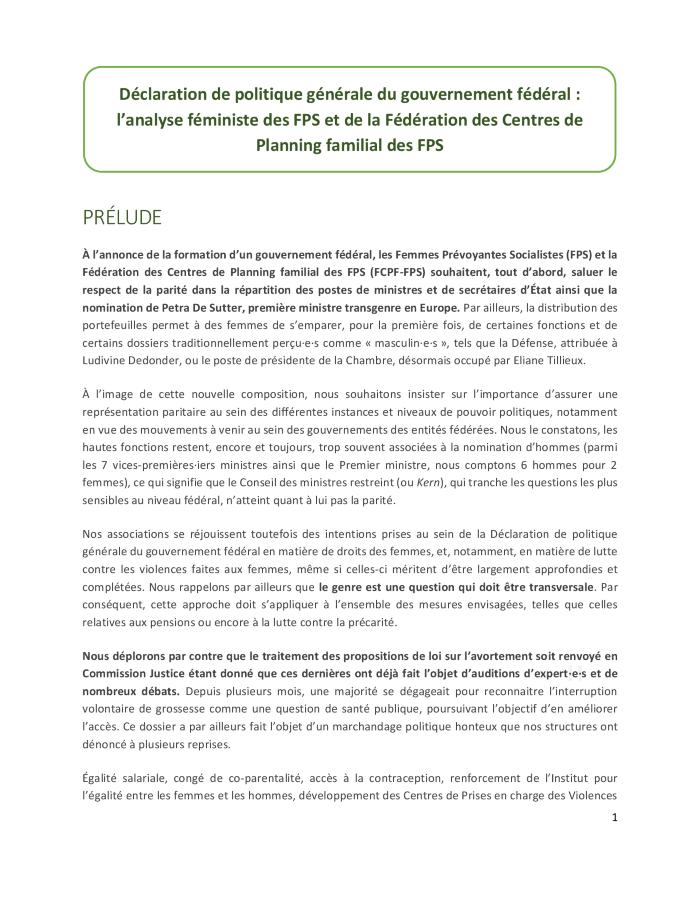 Déclaration de politique générale du gouvernement fédéral :
l’analyse féministe des FPS et de la Fédération des Centres de
Planning familial des FPS
PRÉLUDE
À l’annonce de la formation d’un gouvernement fédéral, les Femmes Prévoyantes Socialistes (FPS) et la
Fédération des Centres de Planning familial des FPS (FCPF-FPS) souhaitent, tout d’abord, saluer le
respect de la parité dans la répartition des postes de ministres et de secrétaires d’État ainsi que la
nomination de Petra De Sutter, première ministre transgenre en Europe. Par ailleurs, la distribution des
portefeuilles permet à des femmes de s’emparer, pour la première fois, de certaines fonctions et de
certains dossiers traditionnellement perçu·e·s comme « masculin·e·s », tels que la Défense, attribuée à
Ludivine Dedonder, ou le poste de présidente de la Chambre, désormais occupé par Eliane Tillieux.
À l’image de cette nouvelle composition, nous souhaitons insister sur l’importance d’assurer une
représentation paritaire au sein des différentes instances et niveaux de pouvoir politiques, notamment
en vue des mouvements à venir au sein des gouvernements des entités fédérées. Nous le constatons, les
hautes fonctions restent, encore et toujours, trop souvent associées à la nomination d’hommes (parmi
les 7 vices-premières·iers ministres ainsi que le Premier ministre, nous comptons 6 hommes pour 2
femmes), ce qui signifie que le Conseil des ministres restreint (ou Kern), qui tranche les questions les plus
sensibles au niveau fédéral, n’atteint quant à lui pas la parité.
Nos associations se réjouissent toutefois des intentions prises au sein de la Déclaration de politique
générale du gouvernement fédéral en matière de droits des femmes, et, notamment, en matière de lutte
contre les violences faites aux femmes, même si celles-ci méritent d’être largement approfondies et
complétées. Nous rappelons par ailleurs que le genre est une question qui doit être transversale. Par
conséquent, cette approche doit s’appliquer à l’ensemble des mesures envisagées, telles que celles
relatives aux pensions ou encore à la lutte contre la précarité.
Nous déplorons par contre que le traitement des propositions de loi sur l’avortement soit renvoyé en
Commission Justice étant donné que ces dernières ont déjà fait l’objet d’auditions d’expert·e·s et de
nombreux débats. Depuis plusieurs mois, une majorité se dégageait pour reconnaitre l’interruption
volontaire de grossesse comme une question de santé publique, poursuivant l’objectif d’en améliorer
l’accès. Ce dossier a par ailleurs fait l’objet d’un marchandage politique honteux que nos structures ont
dénoncé à plusieurs reprises.
Égalité salariale, congé de co-parentalité, accès à la contraception, renforcement de l’Institut pour
l’égalité entre les femmes et les hommes, développement des Centres de Prises en charge des Violences
1